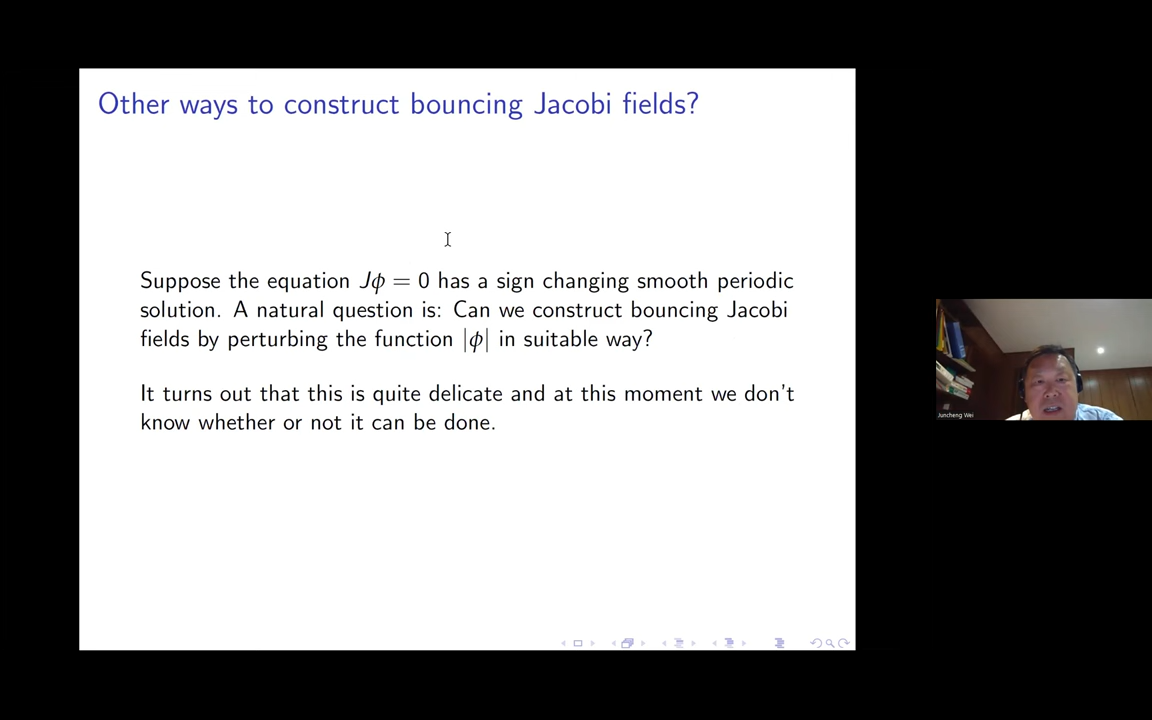 Other ways to construct bouncing Jacobi fields?
Suppose the equation Jϕ = 0 has a sign changing smooth periodic
solution. A natural question is: Can we construct bouncing Jacobi
fields by perturbing the function |ϕ| in suitable way?
It turns out that this is quite delicate and at this moment we don't
know whether or not it can be done.
Juncheng Wei